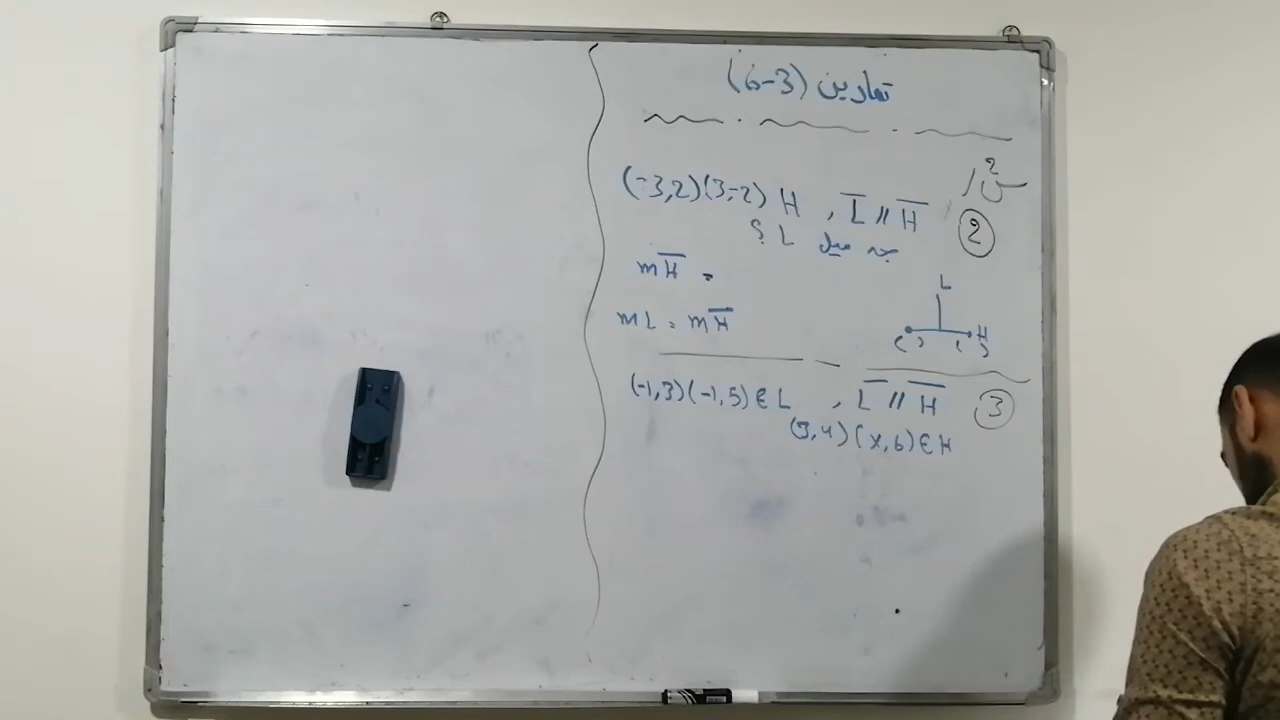 تمارين (3-6)
س2/
② L // H , H (3,-2) (-3,2)
جد ميل L ؟
mH =
mL = mH
L
H
( ) ( )
③ L // H , (-1,3) (-1,5) ∈ L
(3,4) (x,6) ∈ H